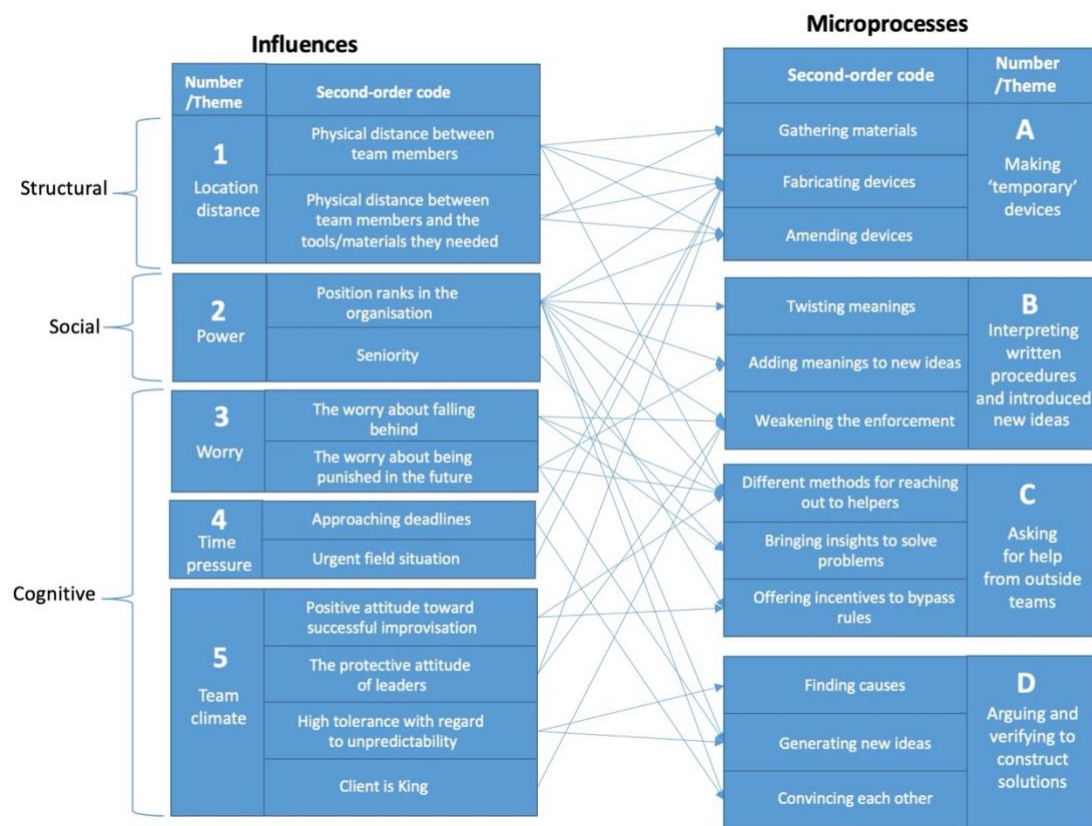 Influences
Number
/Theme
Second-order code
Structural
1
Location
distance
Physical distance between
team members
Physical distance between
team members and the
tools/materials they needed
Social
2
Power
Position ranks in the
organisation
Seniority
Cognitive
3
Worry
The worry about falling
behind
The worry about being
punished in the future
4
Time
pressure
Approaching deadlines
Urgent field situation
5
Team
climate
Positive attitude toward
successful improvisation
The protective attitude
of leaders
High tolerance with regard
to unpredictability
Client is King
Microprocesses
Second-order code
Number
/Theme
Gathering materials
Fabricating devices
Amending devices
A
Making
‘temporary’
devices
Twisting meanings
Adding meanings to new ideas
Weakening the enforcement
B
Interpreting
written
procedures
and introduced
new ideas
Different methods for reaching
out to helpers
Bringing insights to solve
problems
Offering incentives to bypass
rules
C
Asking
for help
from outside
teams
Finding causes
Generating new ideas
Convincing each other
D
Arguing and
verifying to
construct
solutions